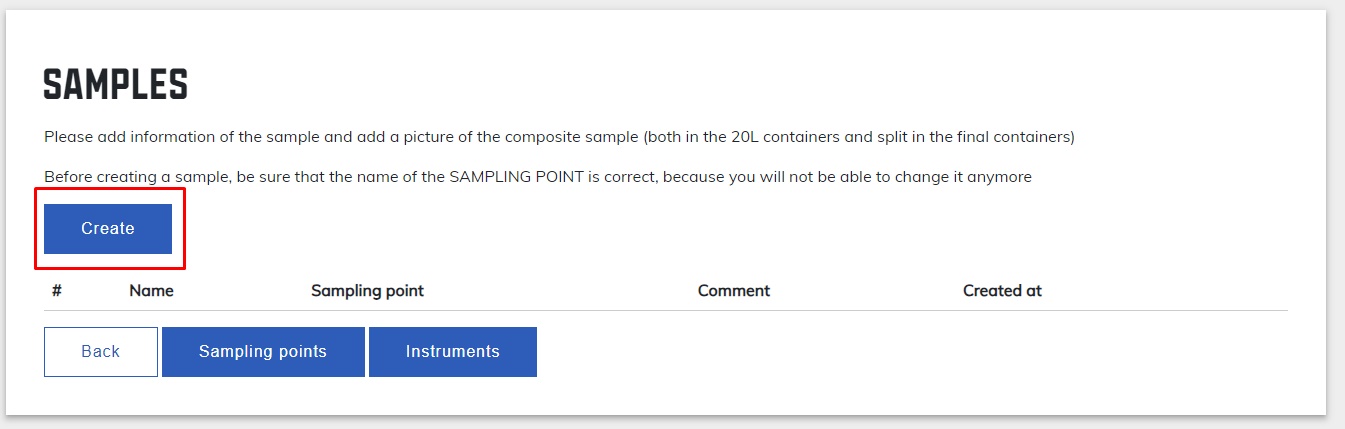 SAMPLES
Please add information of the sample and add a picture of the composite sample (both in the 20L containers and split in the final containers)
Before creating a sample, be sure that the name of the SAMPLING POINT is correct, because you will not be able to change it anymore
Create
# Name Sampling point Comment Created at
Back Sampling points Instruments